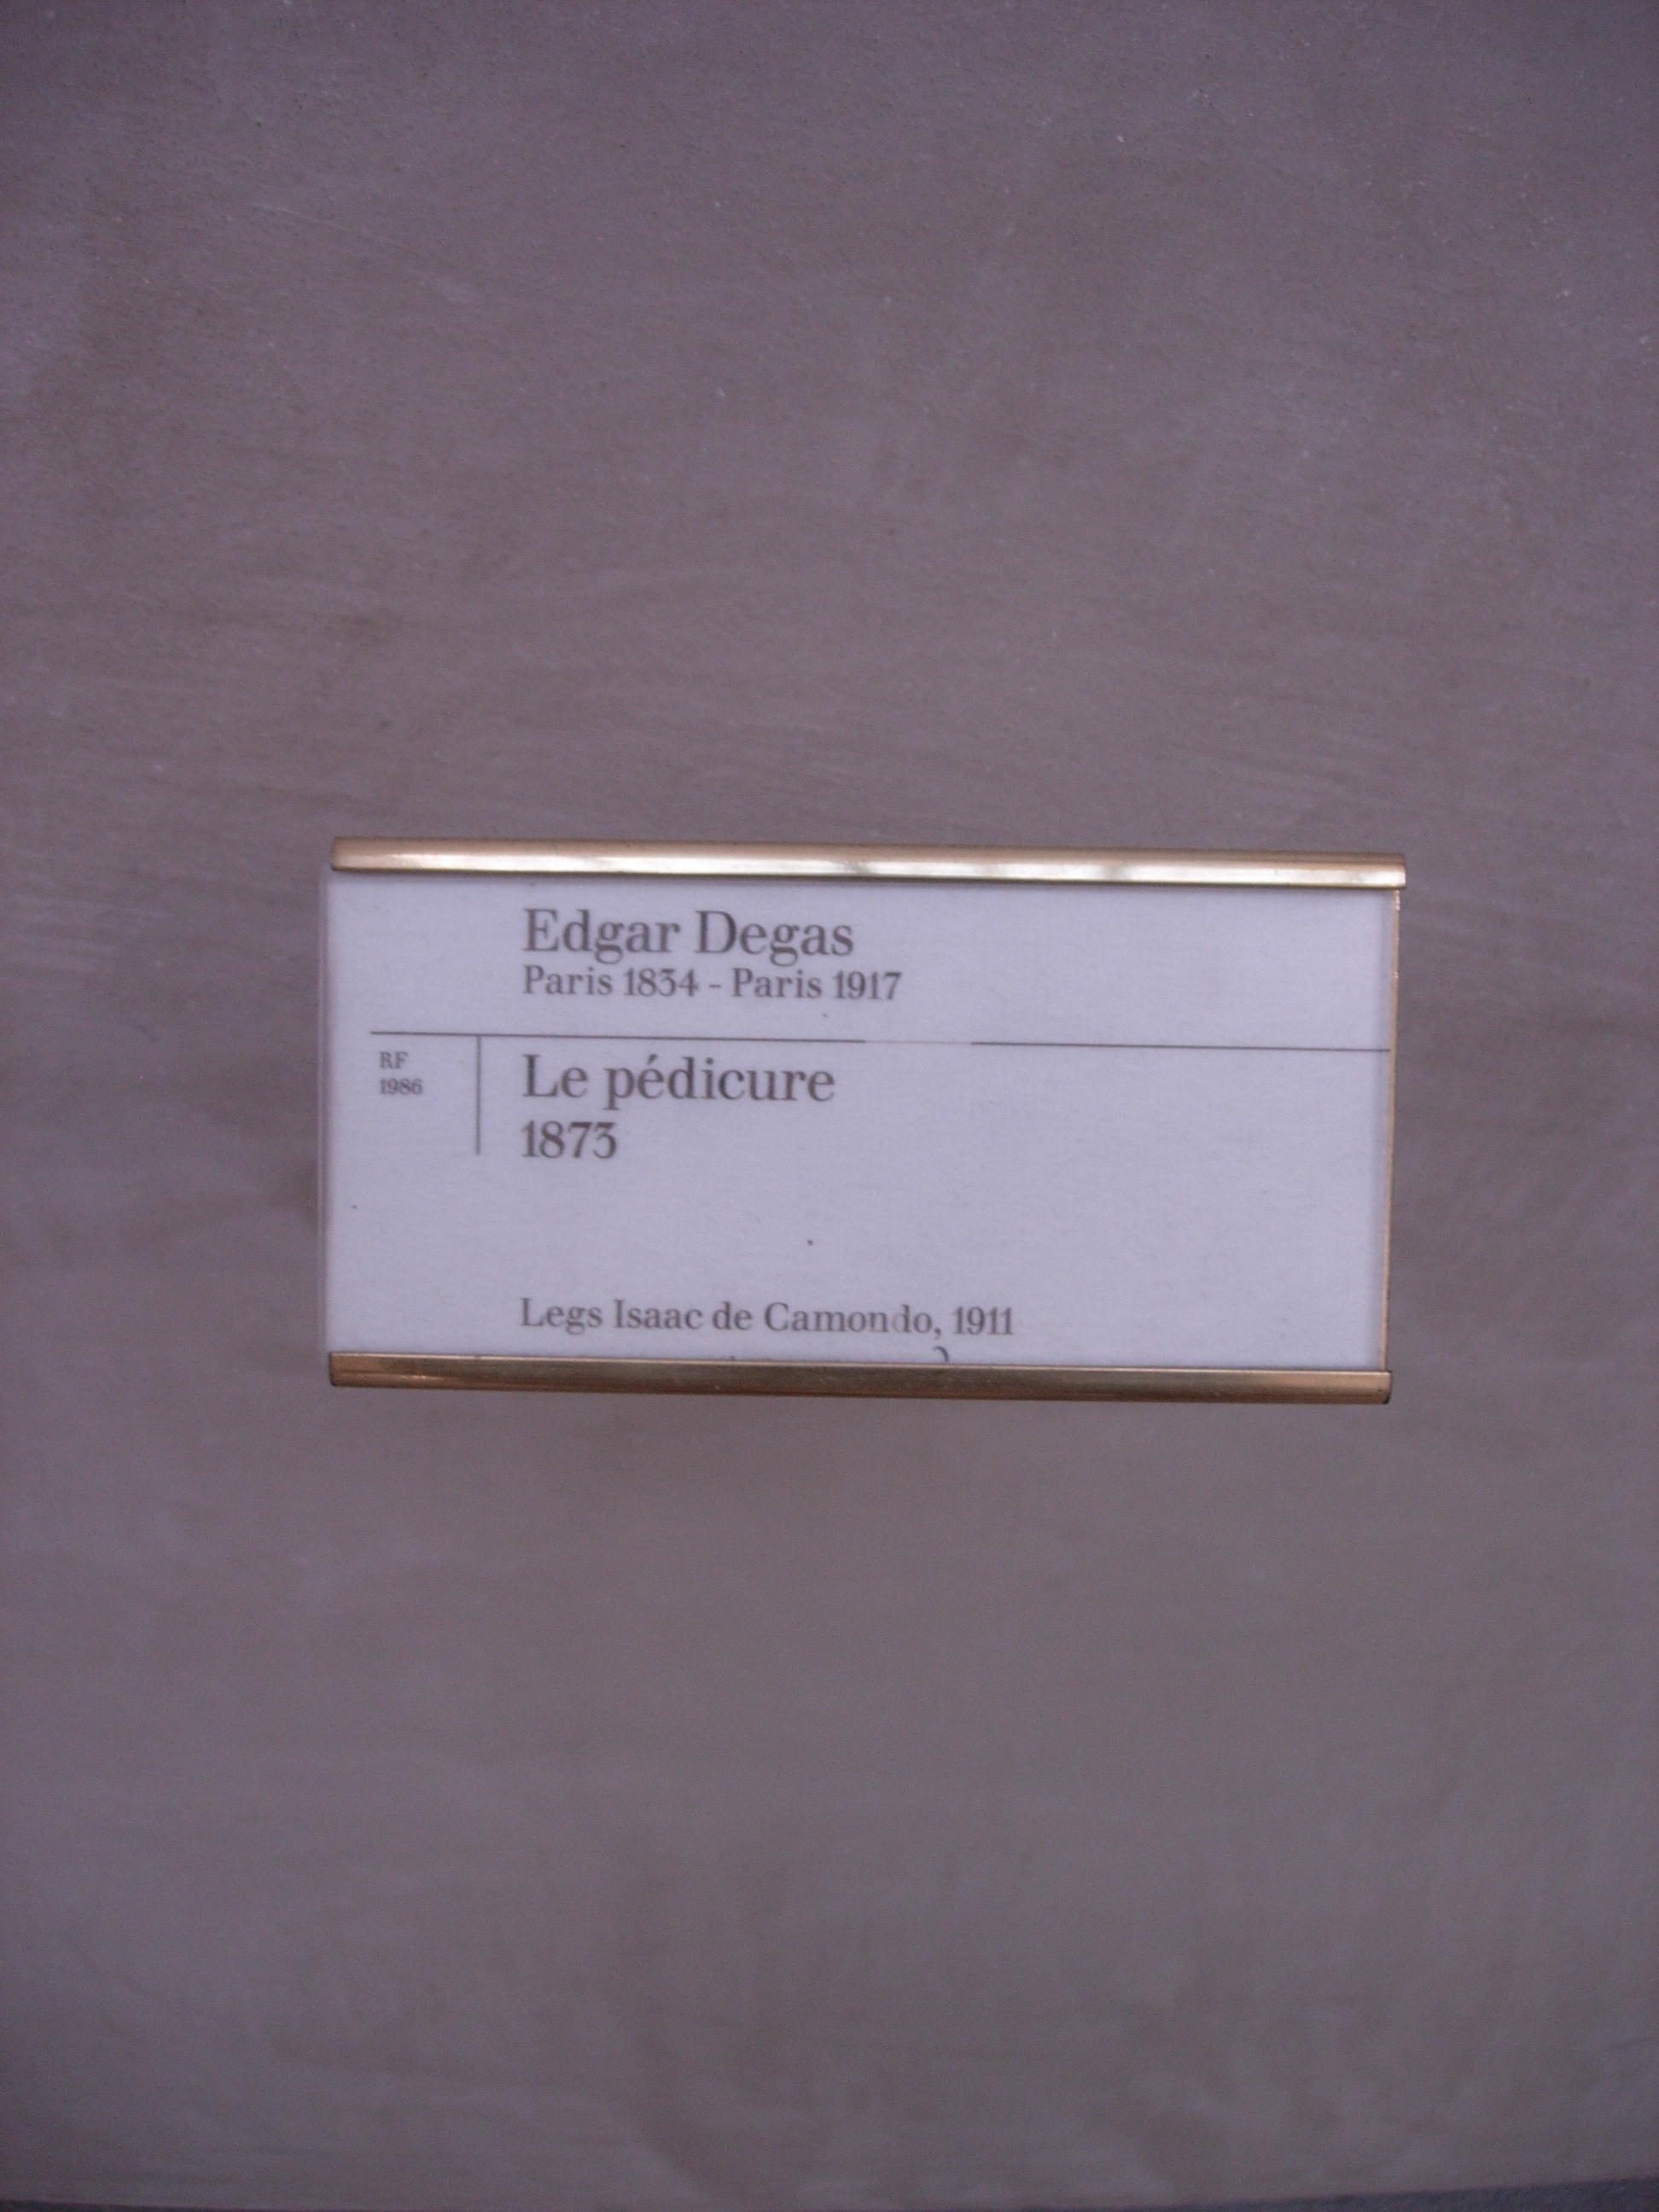 Edgar Degas
Paris 1834 - Paris 1917
RF
1986
Le pédicure
1873
Legs Isaac de Camondo, 1911